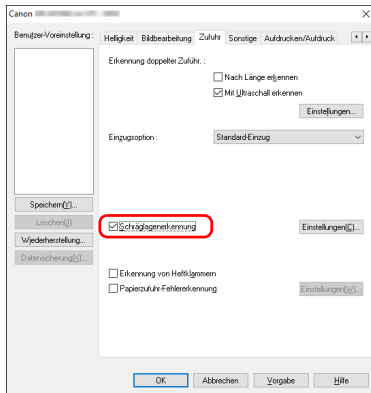 Canon
Benutzer-Voreinstellung :
Helligkeit Bildbearbeitung Zufuhr Sonstige Aufdrucken/Aufdruck
Erkennung doppelter Zuführ. :
Nach Länge erkennen
Mit Ultraschall erkennen
Einstellungen...
Einzugsoption :
Standard-Einzug
Speichern(Y)...
Löschen(J)
Wiederherstellung...
Datensicherung(X)...
Schräglagenerkennung
Einstellungen(C)...
Erkennung von Heftklammern
Papierzufuhr-Fehlererkennung
Einstellungen(W)...
OK Abbrechen Vorgabe Hilfe